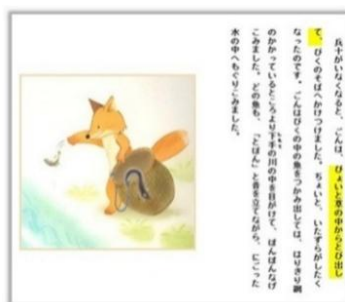 兵十がいなくなると、ごんは、ぴょいと草の中からとび出し
て、びくのそばへかけつけました。ちょいと、いたずらがしたく
なったのです。ごんはびくの中の魚をつかみ出しては、はりきり網
のかかっているところより下手の川の中を目がけて、ぽんぽんなげ
こみました。どの魚も、「とぼん」と音を立てながら、にごった
水の中へもぐりこみました。